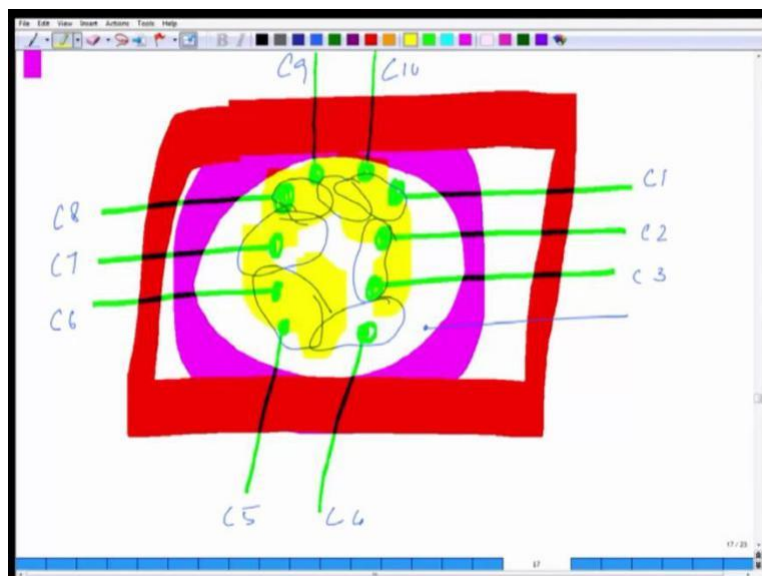 File Edit View Insert Actions Tools Help
B I
C9
C10
C1
C8
C2
C7
C3
C6
C5
C4
17 / 23
17